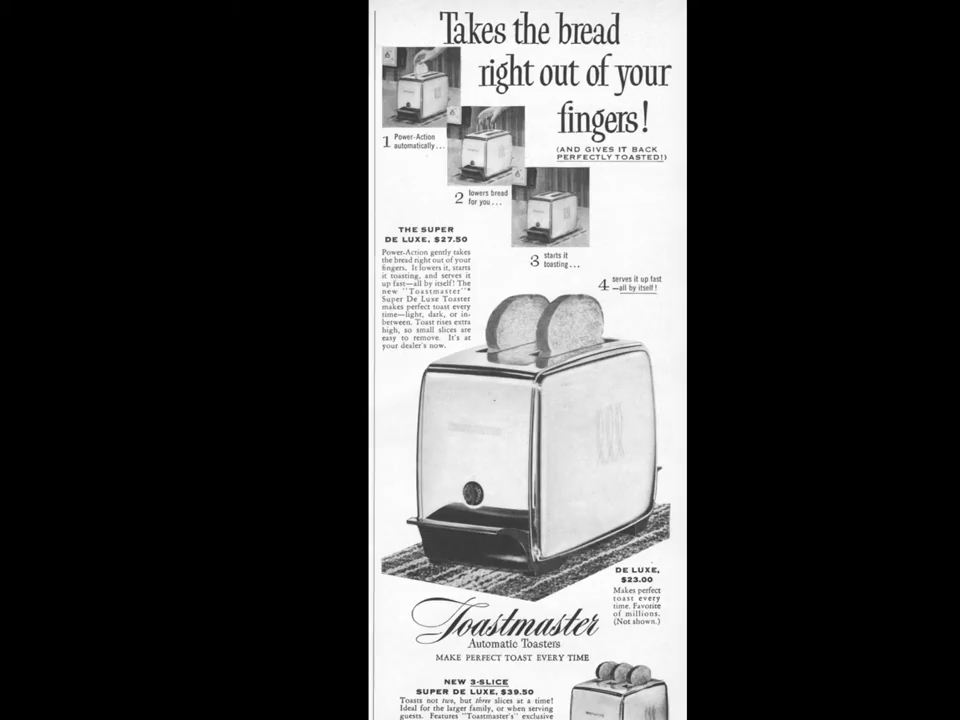 Takes the bread
right out of your
fingers!
(AND GIVES IT BACK
PERFECTLY TOASTED!)
1 Power-Action
automatically...
2 lowers bread
for you...
3 starts it
toasting...
4 serves it up fast
—all by itself!
THE SUPER
DE LUXE, $27.50
Power-Action gently takes
the bread right out of your
fingers. It lowers it, starts
it toasting, and serves it
up fast—all by itself! The
new "Toastmaster"*
Super De Luxe Toaster
makes perfect toast every
time—light, dark, or in-
between. Toast rises extra
high, so small slices are
easy to remove. It's at
your dealer's now.
DE LUXE,
$23.00
Makes perfect
toast every
time. Favorite
of millions.
(Not shown.)
Toastmaster
Automatic Toasters
MAKE PERFECT TOAST EVERY TIME
NEW 3-SLICE
SUPER DE LUXE, $39.50
Toasts not two, but three slices at a time!
Ideal for the larger family, or when serving
guests. Features "Toastmaster's" exclusive